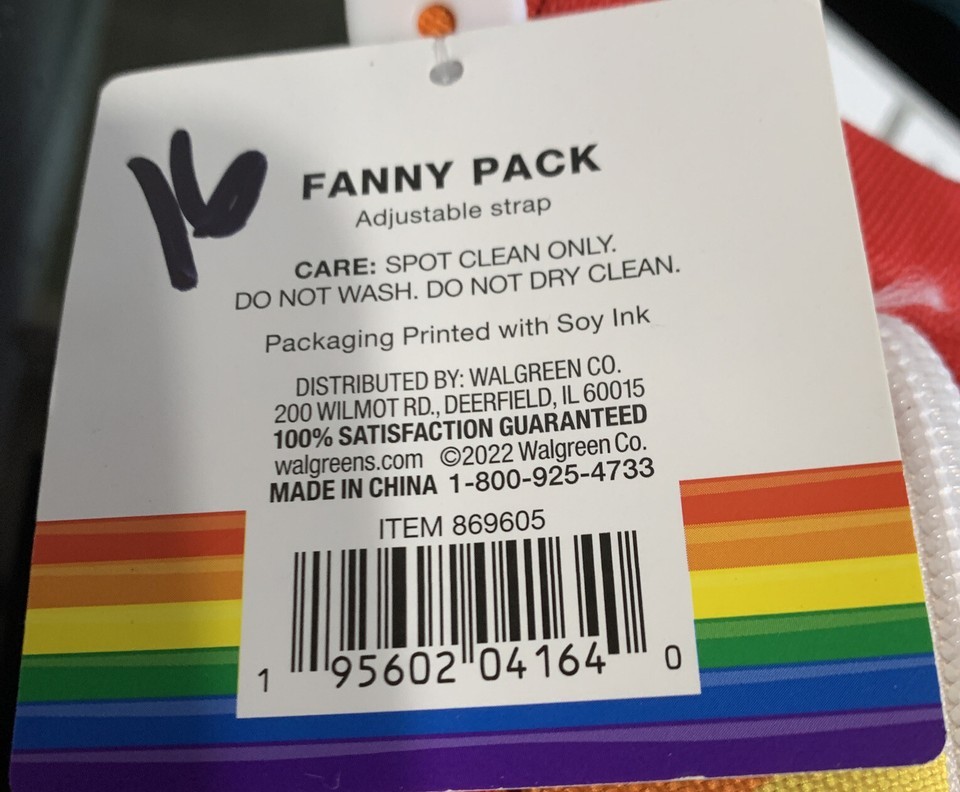 16
FANNY PACK
Adjustable strap
CARE: SPOT CLEAN ONLY.
DO NOT WASH. DO NOT DRY CLEAN.
Packaging Printed with Soy Ink
DISTRIBUTED BY: WALGREEN CO.
200 WILMOT RD., DEERFIELD, IL 60015
100% SATISFACTION GUARANTEED
walgreens.com ©2022 Walgreen Co.
MADE IN CHINA 1-800-925-4733
ITEM 869605
1 95602 04164 0